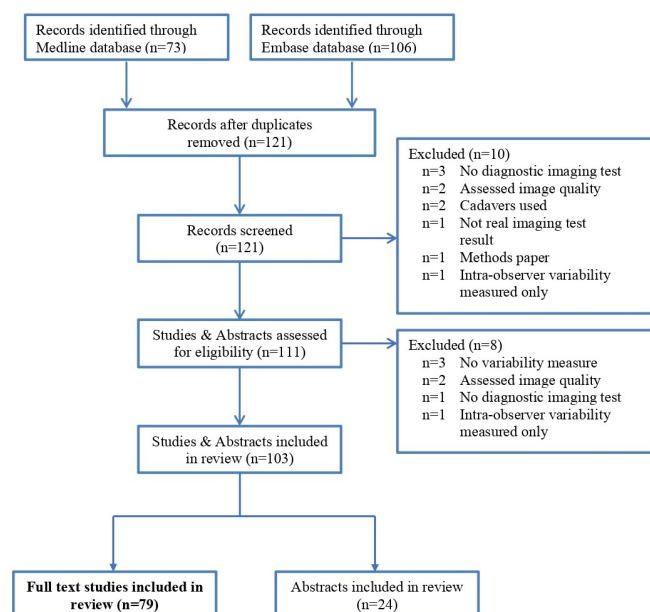 Records identified through
Medline database (n=73)
Records identified through
Embase database (n=106)
Records after duplicates
removed (n=121)
Excluded (n=10)
n=3 No diagnostic imaging test
n=2 Assessed image quality
n=2 Cadavers used
n=1 Not real imaging test
result
n=1 Methods paper
n=1 Intra-observer variability
measured only
Records screened
(n=121)
Studies & Abstracts assessed
for eligibility (n=111)
Excluded (n=8)
n=3 No variability measure
n=2 Assessed image quality
n=1 No diagnostic imaging test
n=1 Intra-observer variability
measured only
Studies & Abstracts included
in review (n=103)
Full text studies included in
review (n=79)
Abstracts included in review
(n=24)